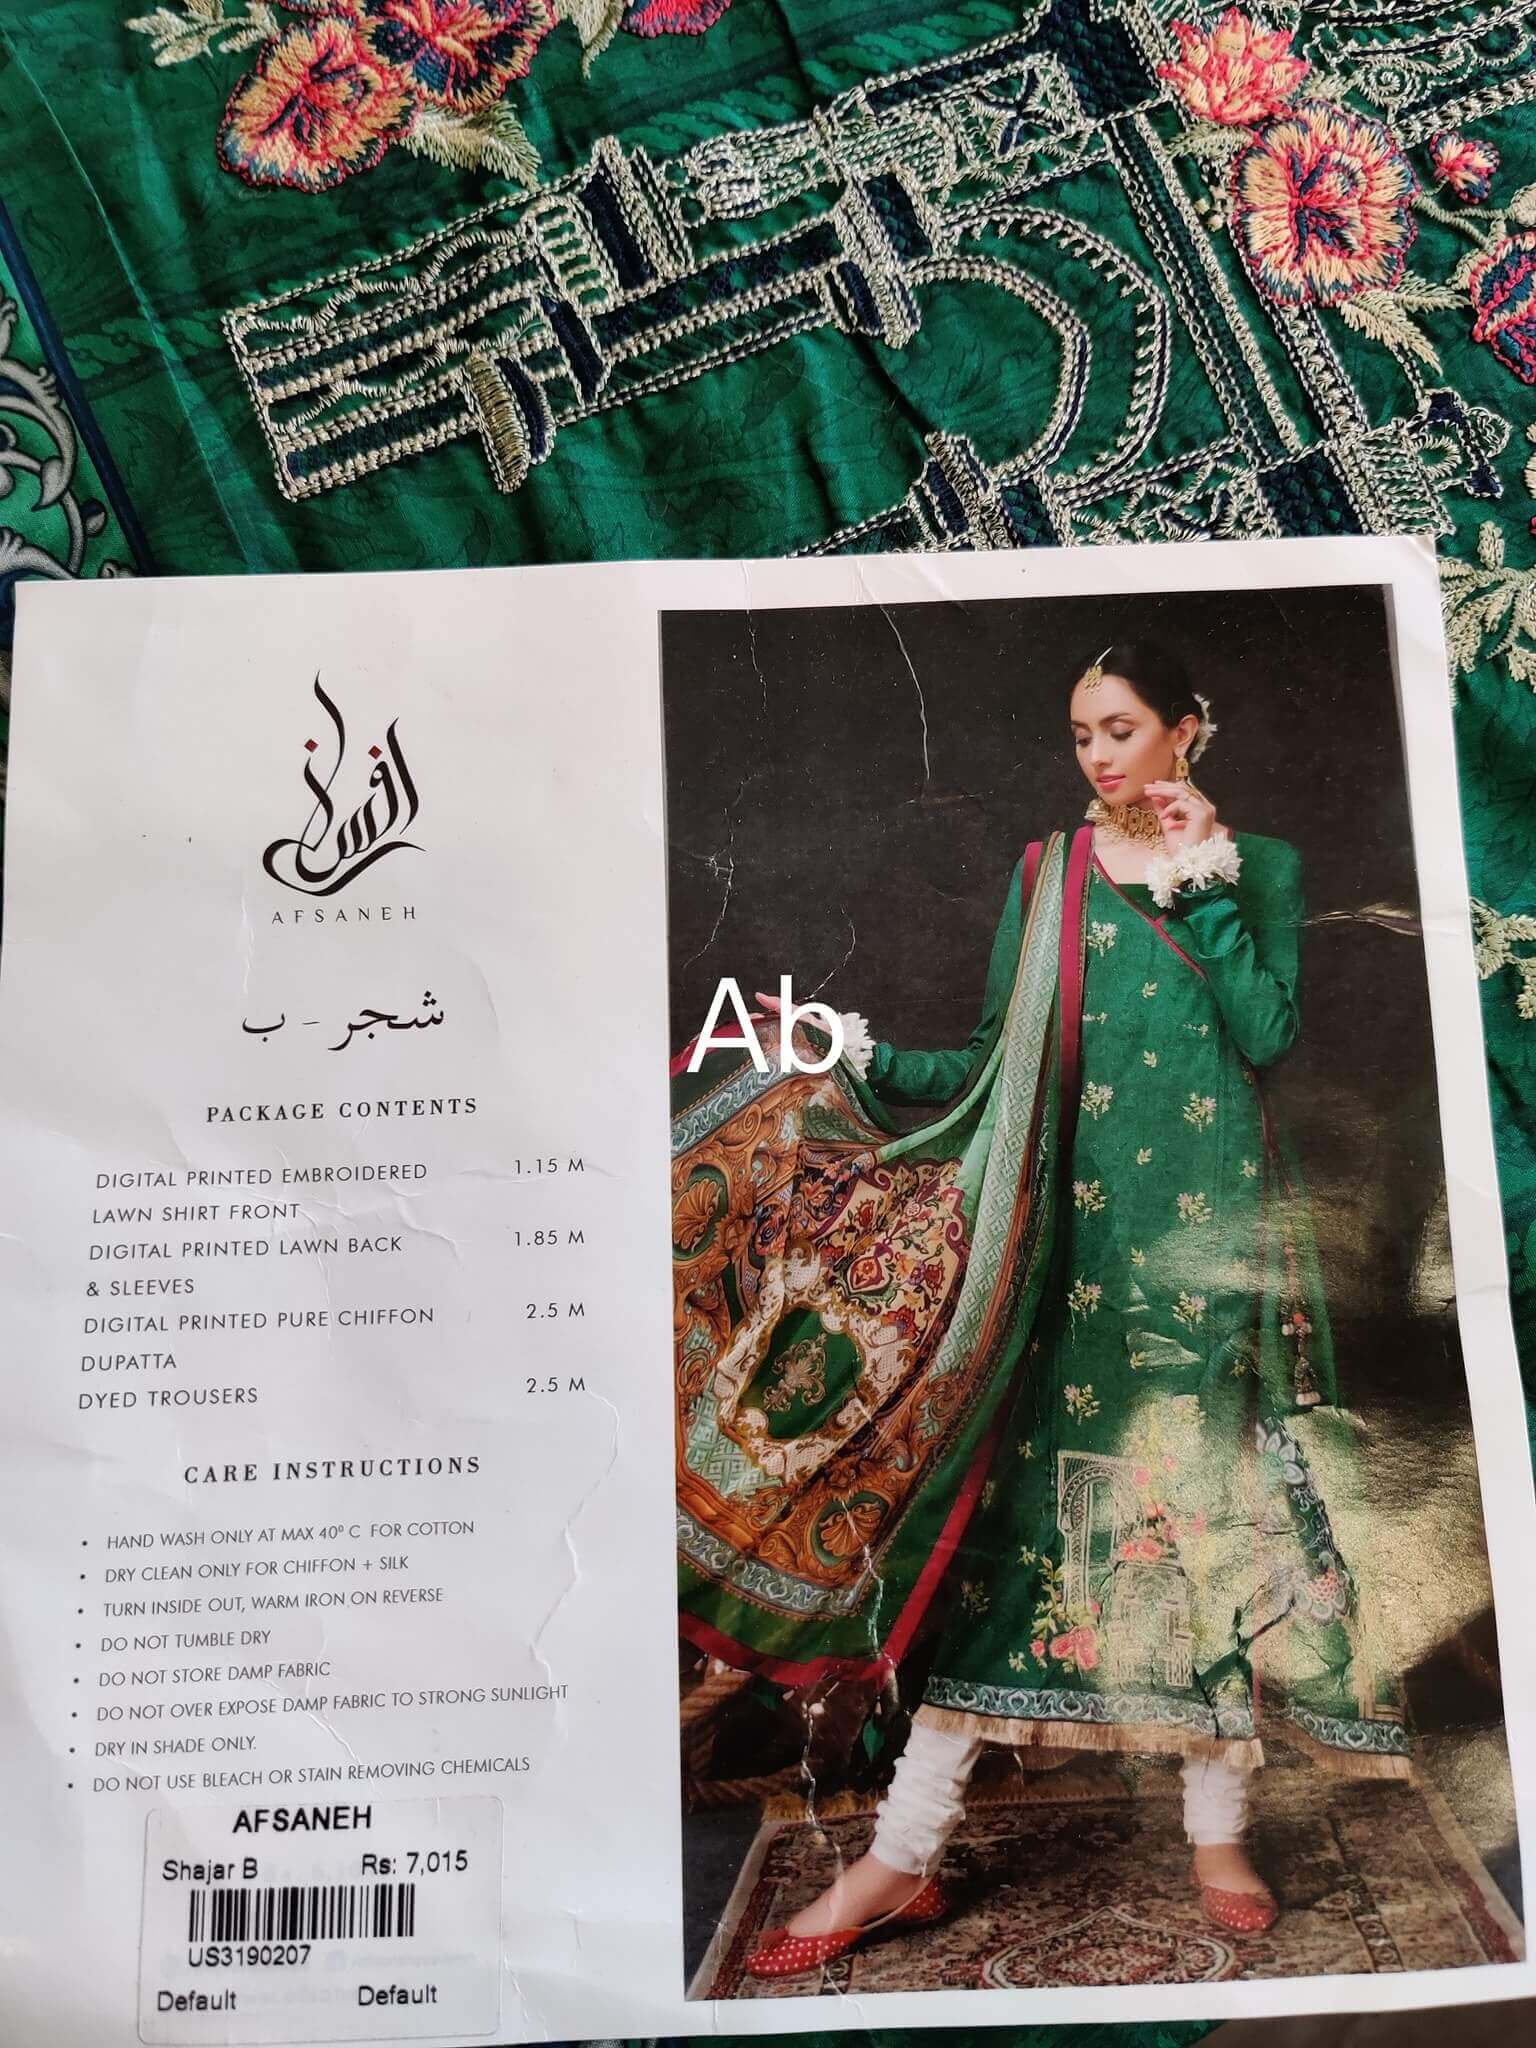 افسانے
AFSANEH
شجر - ب
PACKAGE CONTENTS
DIGITAL PRINTED EMBROIDERED 1.15 M
LAWN SHIRT FRONT
DIGITAL PRINTED LAWN BACK 1.85 M
& SLEEVES
DIGITAL PRINTED PURE CHIFFON 2.5 M
DUPATTA
DYED TROUSERS 2.5 M
CARE INSTRUCTIONS
• HAND WASH ONLY AT MAX 40º C FOR COTTON
• DRY CLEAN ONLY FOR CHIFFON + SILK
• TURN INSIDE OUT, WARM IRON ON REVERSE
• DO NOT TUMBLE DRY
• DO NOT STORE DAMP FABRIC
• DO NOT OVER EXPOSE DAMP FABRIC TO STRONG SUNLIGHT
• DRY IN SHADE ONLY.
• DO NOT USE BLEACH OR STAIN REMOVING CHEMICALS
AFSANEH
Shajar B Rs: 7,015
US3190207
Default Default
Ab